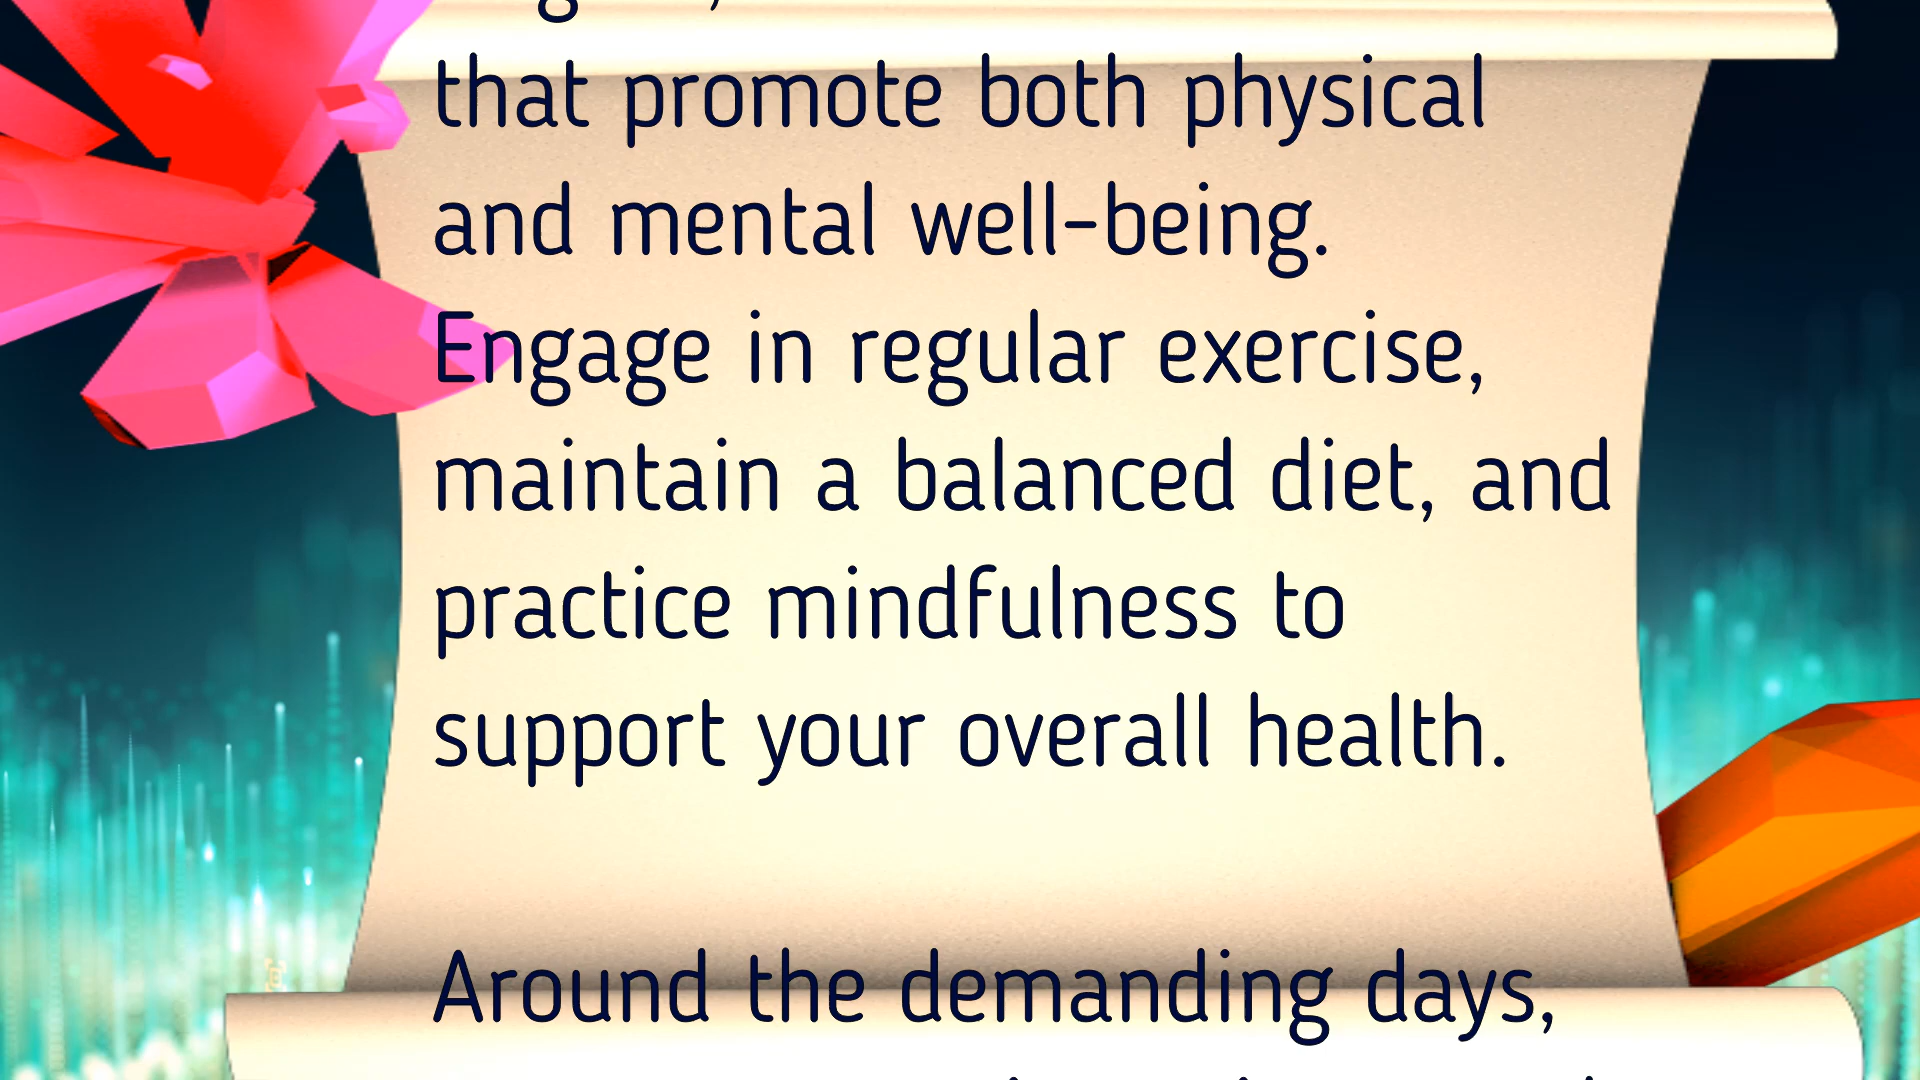 that promote both physical
and mental well-being.
Engage in regular exercise,
maintain a balanced diet, and
practice mindfulness to
support your overall health.
Around the demanding days,